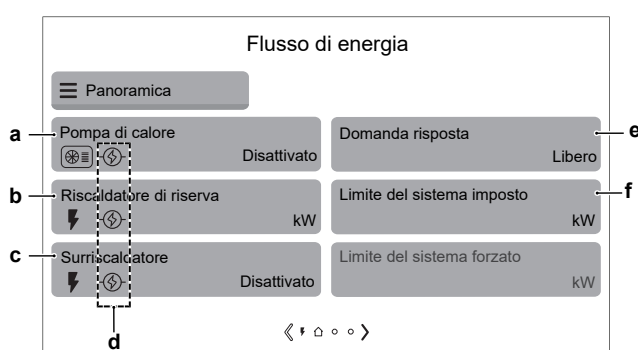 Flusso di energia
Panoramica
a
Pompa di calore
Disattivato
Domanda risposta
Libero
e
b
Riscaldatore di riserva
kW
Limite del sistema imposto
kW
f
c
Surriscaldatore
Disattivato
Limite del sistema forzato
kW
d